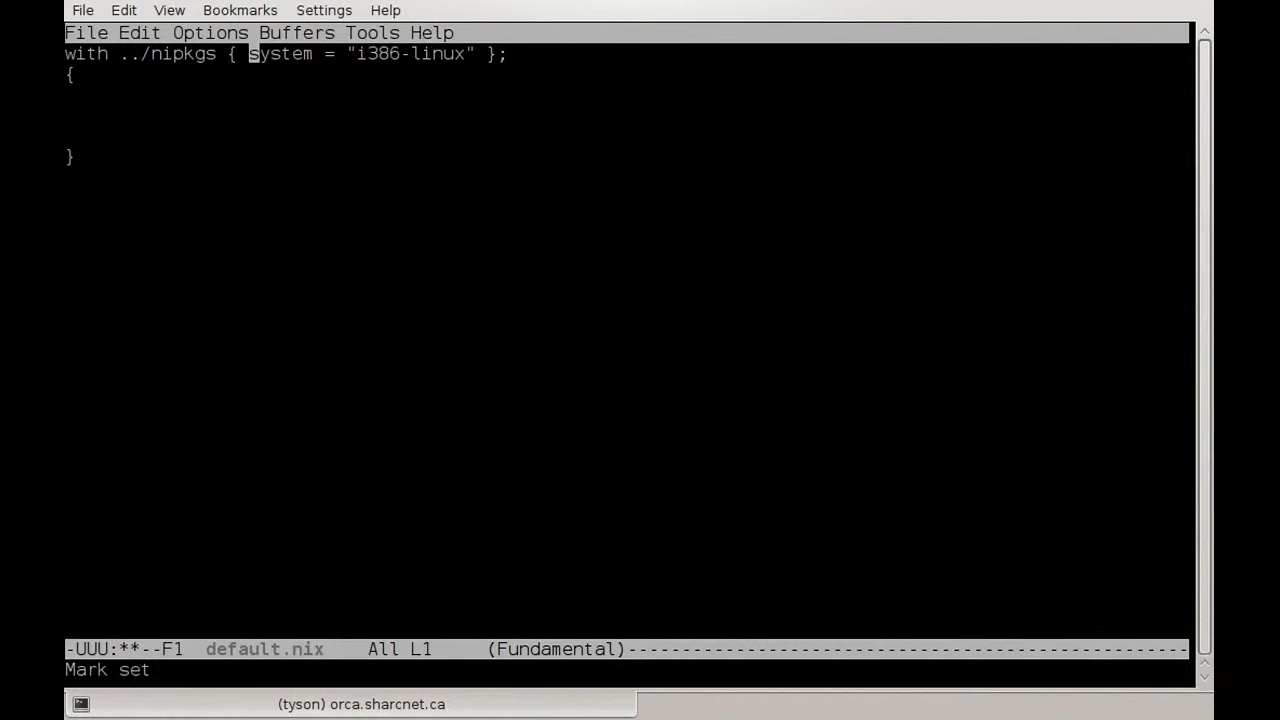 File Edit View Bookmarks Settings Help
File Edit Options Buffers Tools Help
with ../nipkgs { system = "i386-linux" };
{
}
-UUU:**--F1 default.nix All L1 (Fundamental)----------------------------------------------------
Mark set
(tyson) orca.sharcnet.ca